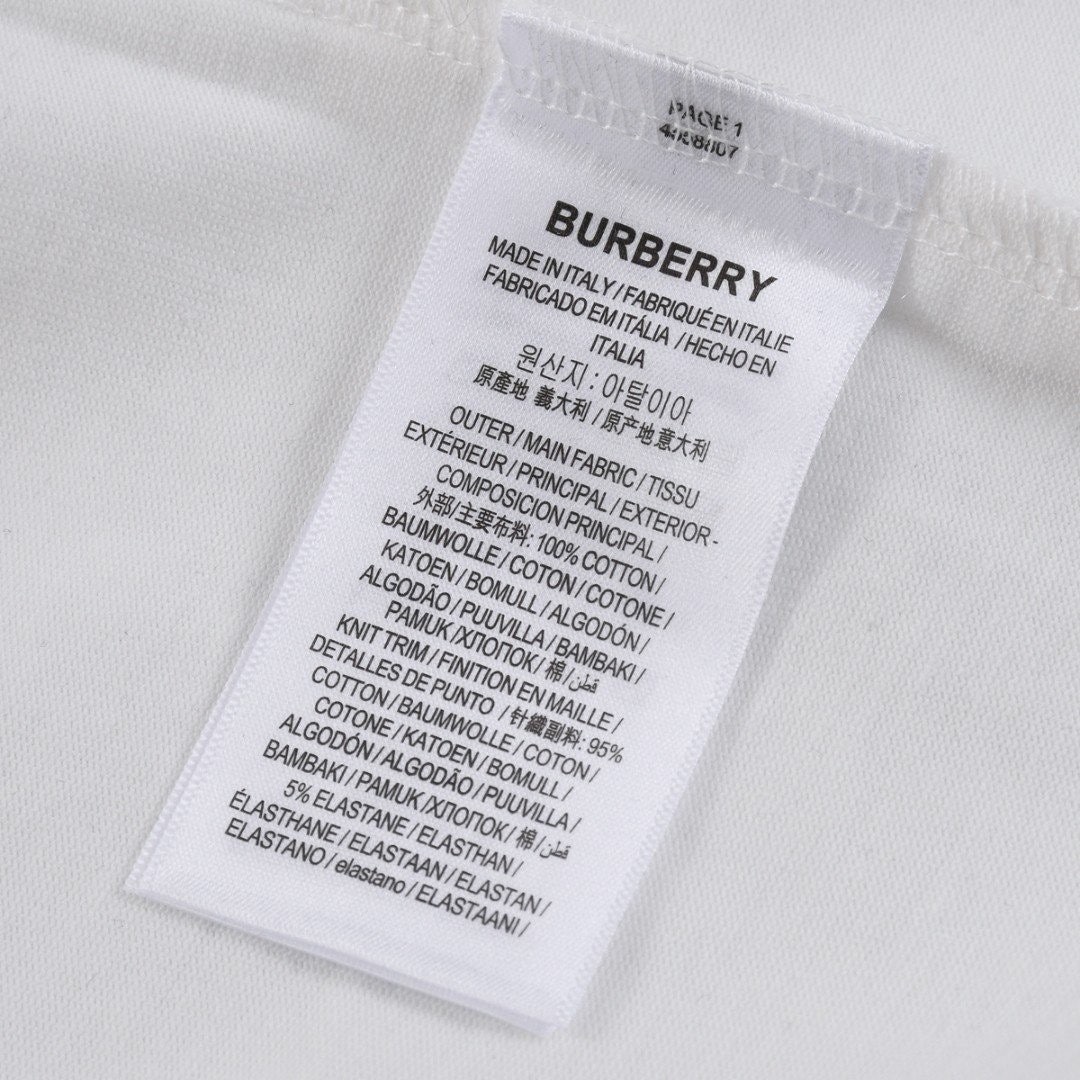 PAGE 1
BURBERRY
MADE IN ITALY / FABRIQUÉ EN ITALIE
FABRICADO EM ITÁLIA / HECHO EN
ITALIA
원산지 : 아탈이아
原產地 義大利 / 原产地意大利
OUTER / MAIN FABRIC / TISSU
EXTÉRIEUR / PRINCIPAL / EXTERIOR -
COMPOSICION PRINCIPAL /
外部/主要布料: 100% COTTON /
BAUMWOLLE / COTON / COTONE /
KATOEN / BOMULL / ALGODÓN /
ALGODÃO / PUUVILLA / BAMBAKI /
PAMUK /ХЛОПОК/ 棉/قطن
KNIT TRIM / FINITION EN MAILLE /
DETALLES DE PUNTO / 针織副料: 95%
COTTON / BAUMWOLLE / COTON /
COTONE / KATOEN / BOMULL /
ALGODÓN / ALGODÃO / PUUVILLA /
BAMBAKI / PAMUK /ХЛОПОК/ 棉/قطن
5% ELASTANE / ELASTHAN /
ÉLASTHANE / ELASTAAN / ELASTAN /
ELASTANO / elastano / ELASTAANI /